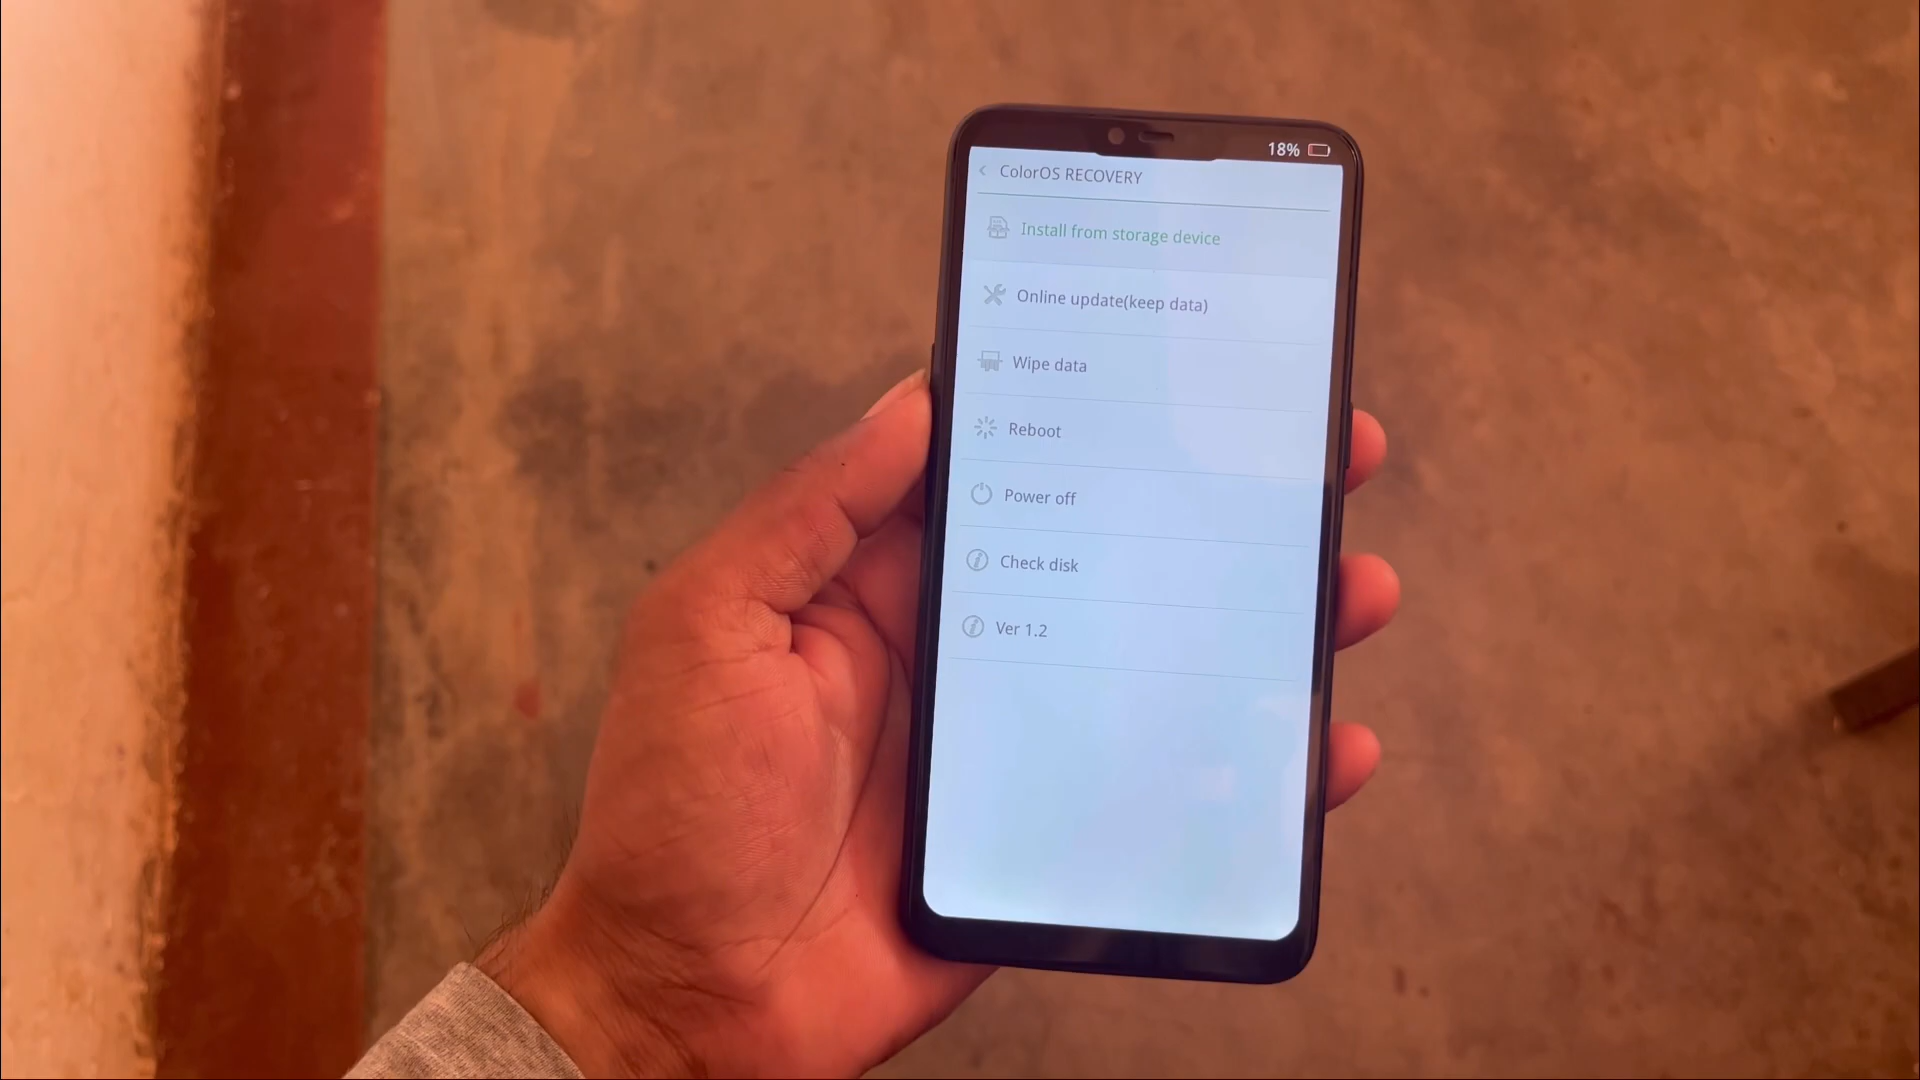 18%
ColorOS RECOVERY
Install from storage device
Online update(keep data)
Wipe data
Reboot
Power off
Check disk
Ver 1.2